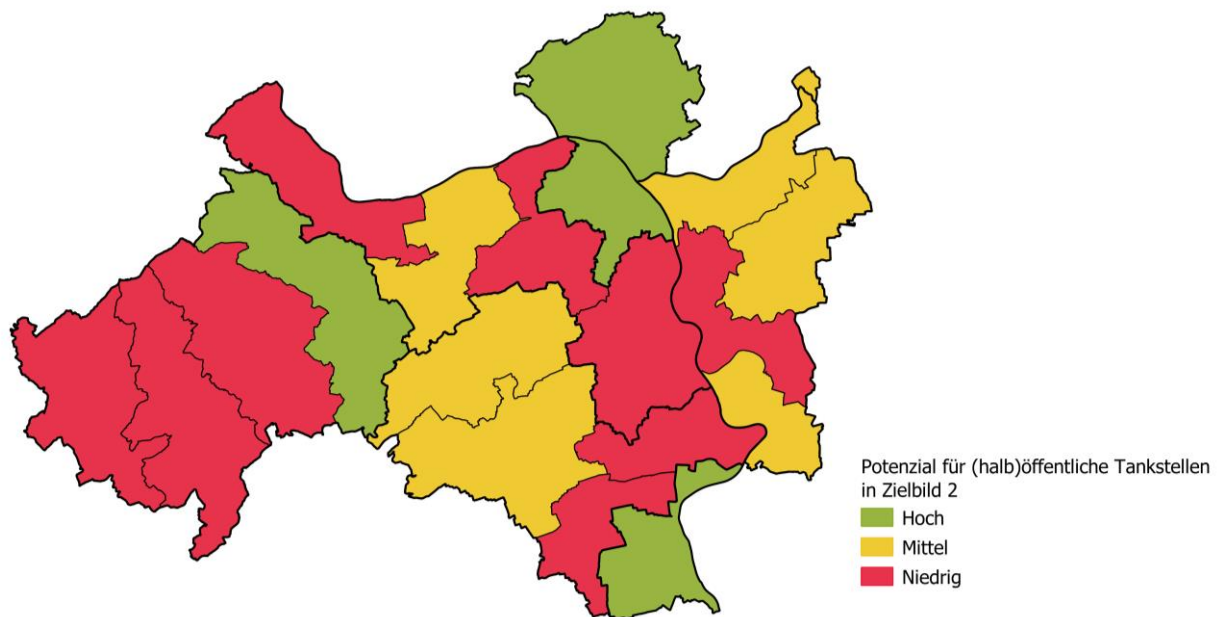 Potenzial für (halb)öffentliche Tankstellen
in Zielbild 2
Hoch
Mittel
Niedrig